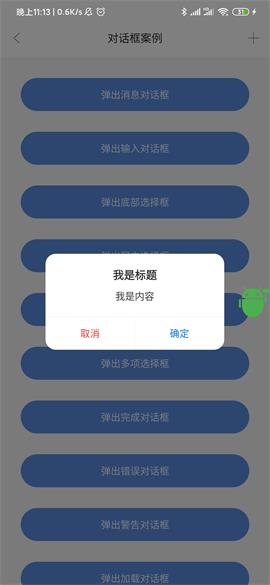 晚上11:13 | 0.6K/s
51
对话框案例
弹出消息对话框
弹出输入对话框
弹出底部选择框
我是标题
我是内容
取消
确定
弹出多项选择框
弹出完成对话框
弹出错误对话框
弹出警告对话框
弹出加载对话框